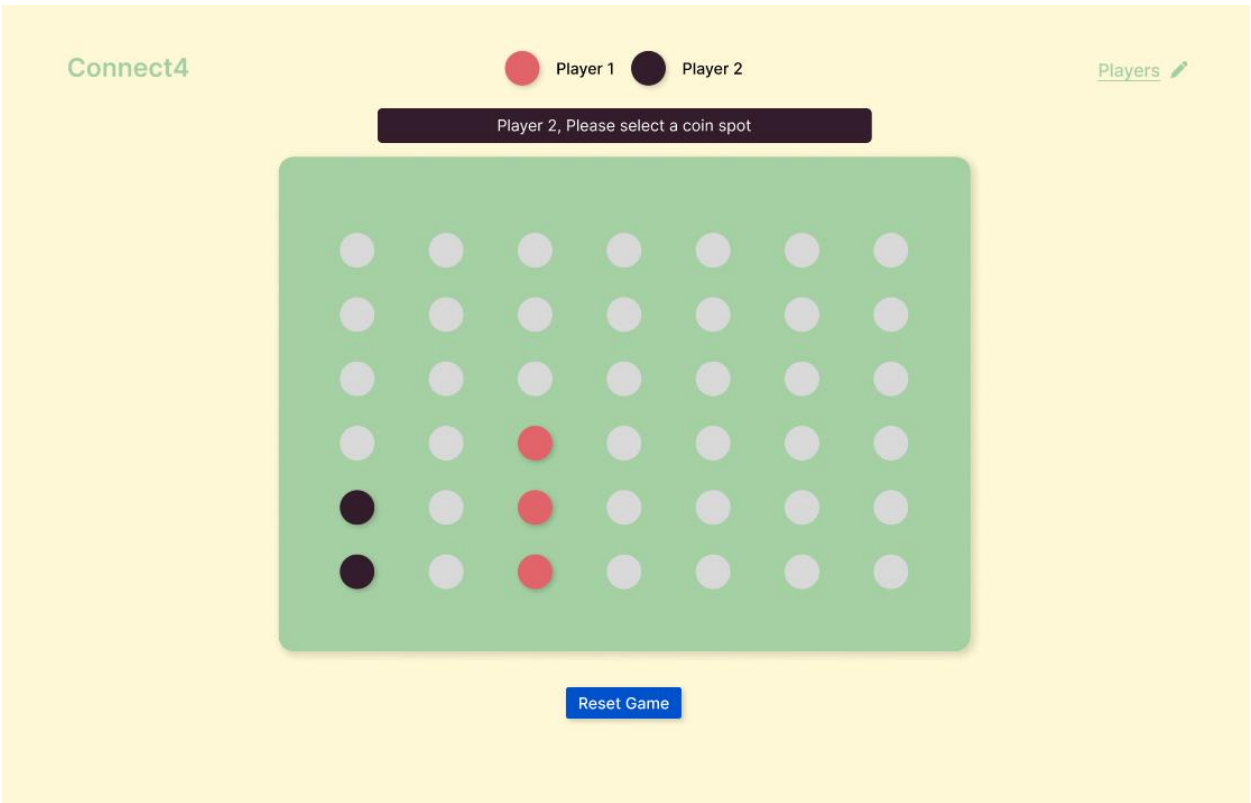 Connect4
Player 1
Player 2
Players
Player 2, Please select a coin spot
Reset Game